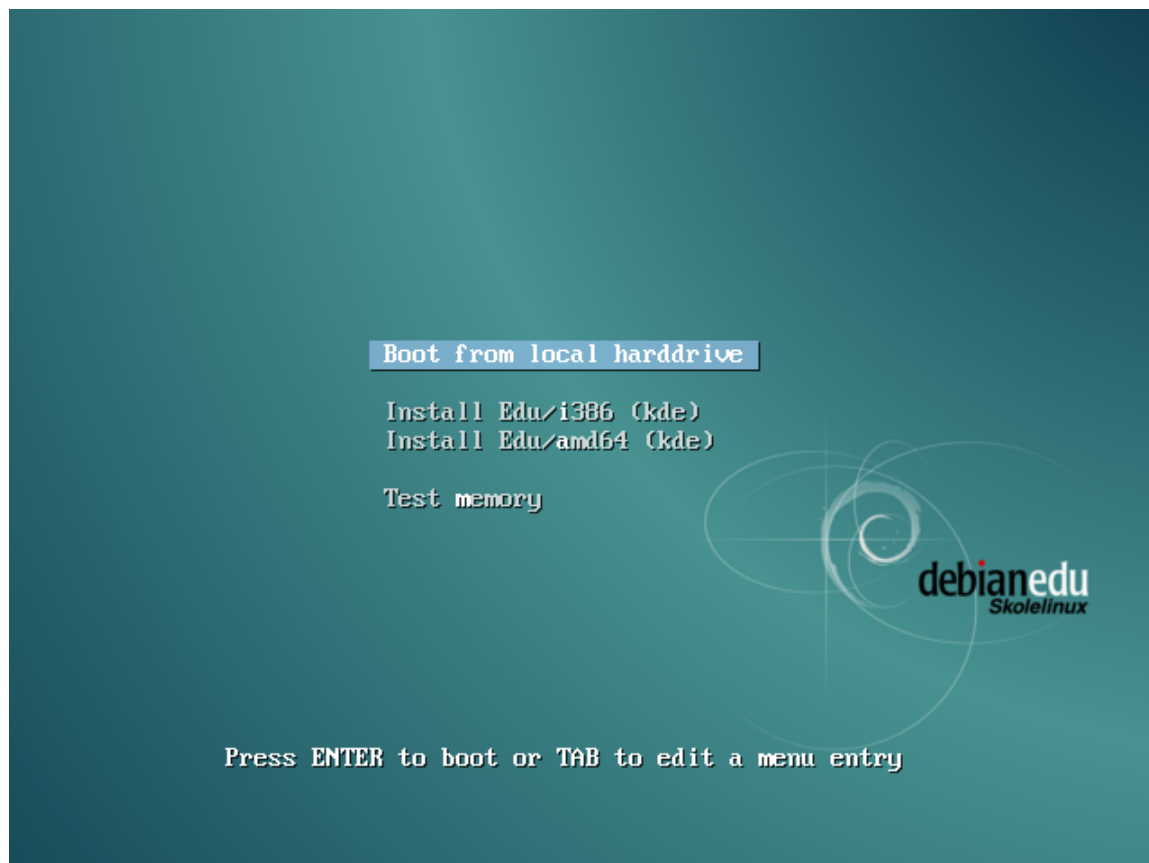 Boot from local harddrive
Install Edu/i386 (kde)
Install Edu/amd64 (kde)
Test memory
debianedu
Skolelinux
Press ENTER to boot or TAB to edit a menu entry